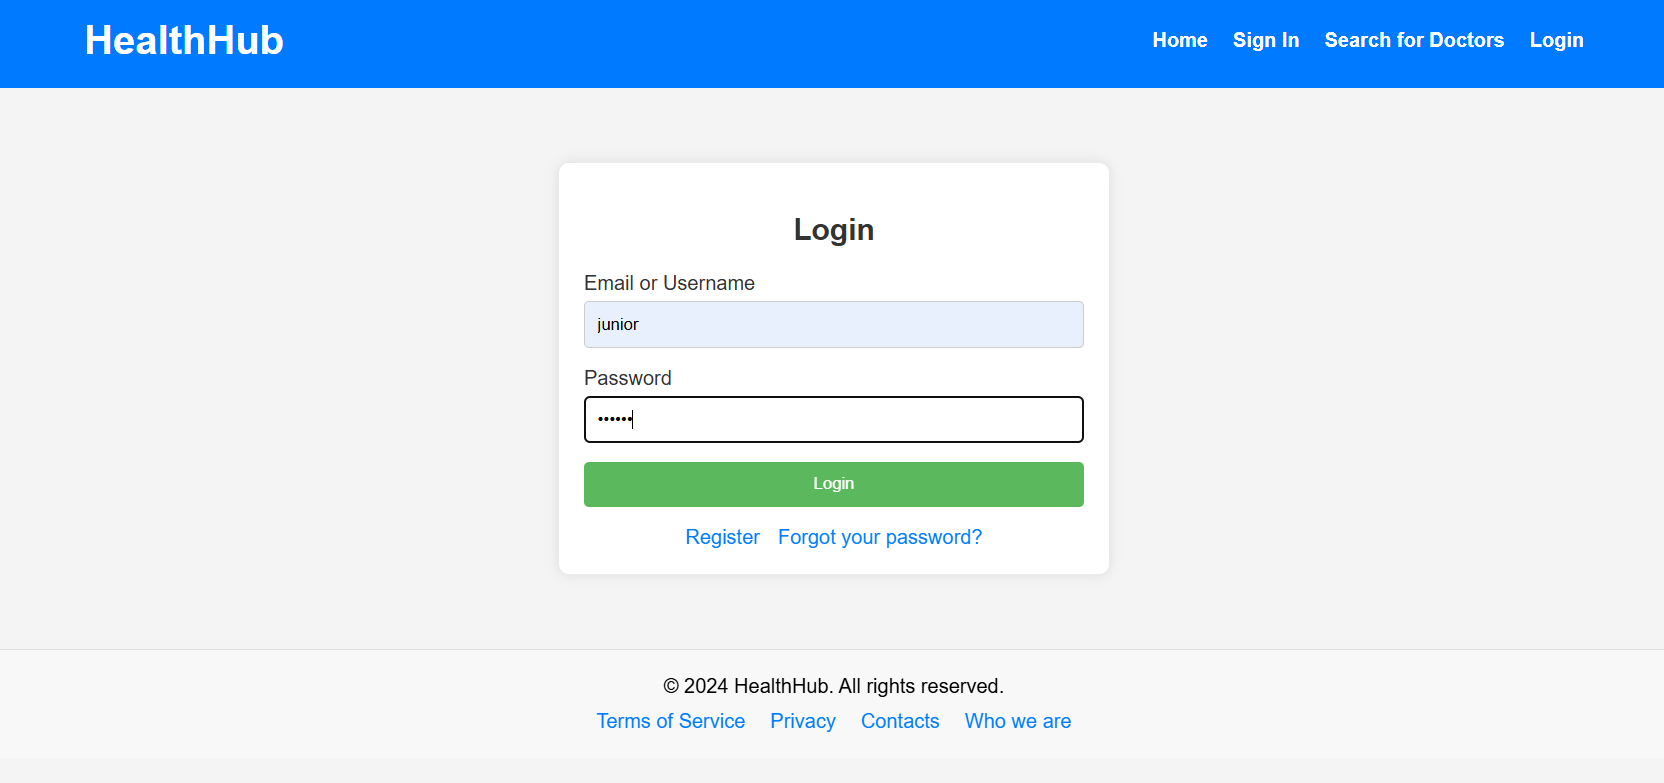 HealthHub
Home Sign In Search for Doctors Login
Login
Email or Username
junior
Password
••••••
Login
Register Forgot your password?
© 2024 HealthHub. All rights reserved.
Terms of Service Privacy Contacts Who we are